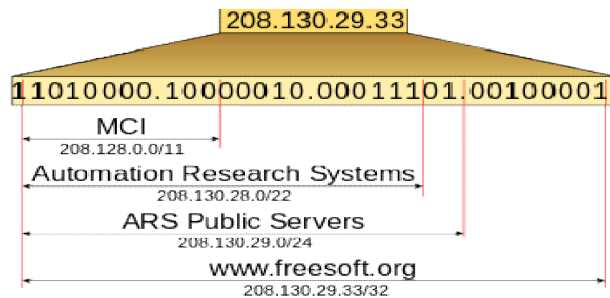 208.130.29.33
11010000.10000010.00011101.00100001
MCI
208.128.0.0/11
Automation Research Systems
208.130.28.0/22
ARS Public Servers
208.130.29.0/24
www.freesoft.org
208.130.29.33/32